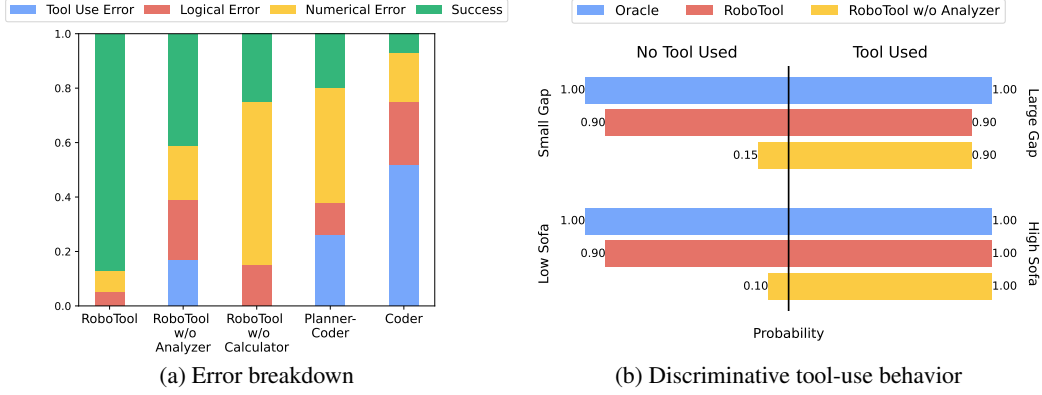 Tool Use Error Logical Error Numerical Error Success
1.0
0.8
0.6
0.4
0.2
0.0
RoboTool
RoboTool
w/o
Analyzer
RoboTool
w/o
Calculator
Planner-
Coder
Coder
(a) Error breakdown
Oracle RoboTool RoboTool w/o Analyzer
No Tool Used Tool Used
Small Gap
Large Gap
1.00 1.00
0.90 0.90
0.15 0.90
Low Sofa
High Sofa
1.00 1.00
0.90 1.00
0.10 1.00
Probability
(b) Discriminative tool-use behavior